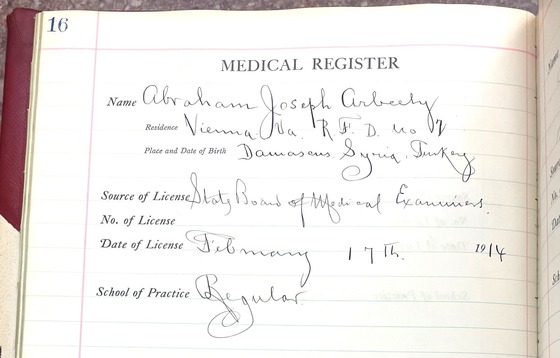 16
MEDICAL REGISTER
Name Abraham Joseph Arbeely
Residence Vienna Va. R. F. D. No 7
Place and Date of Birth Damascus, Syria, Turkey
Source of License State Board of Medical Examiners.
No. of License
Date of License February 17th. 1914
School of Practice Regular.